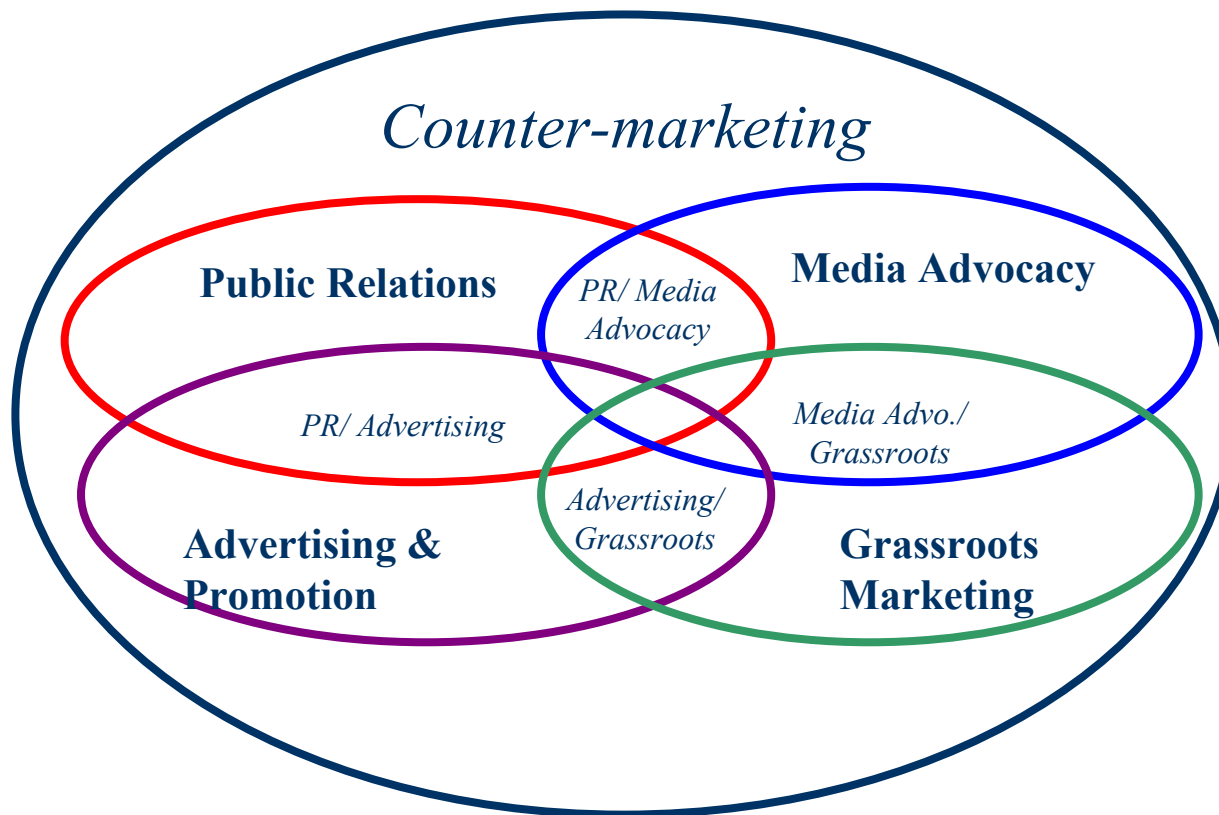 Counter-marketing
Public Relations
Media Advocacy
PR/ Media
Advocacy
PR/ Advertising
Media Advo./
Grassroots
Advertising/
Grassroots
Advertising &
Promotion
Grassroots
Marketing